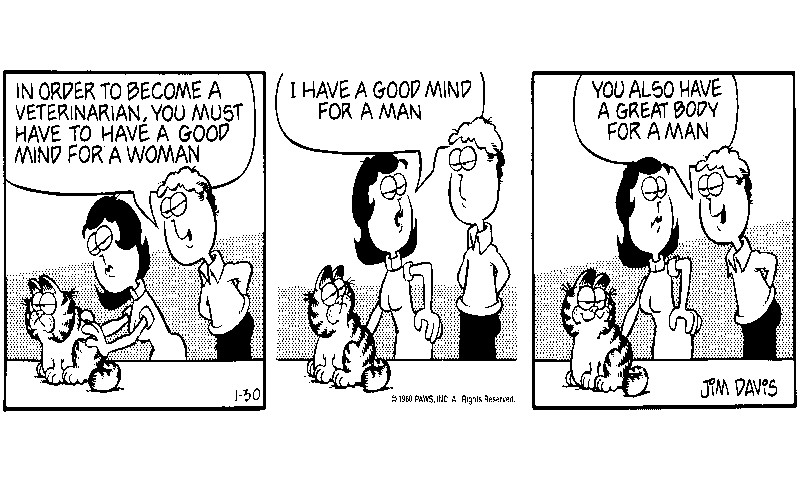 IN ORDER TO BECOME A
VETERINARIAN, YOU MUST
HAVE TO HAVE A GOOD
MIND FOR A WOMAN
1-30
I HAVE A GOOD MIND
FOR A MAN
© 1980 PAWS, INC. A Rights Reserved.
YOU ALSO HAVE
A GREAT BODY
FOR A MAN
JIM DAVIS